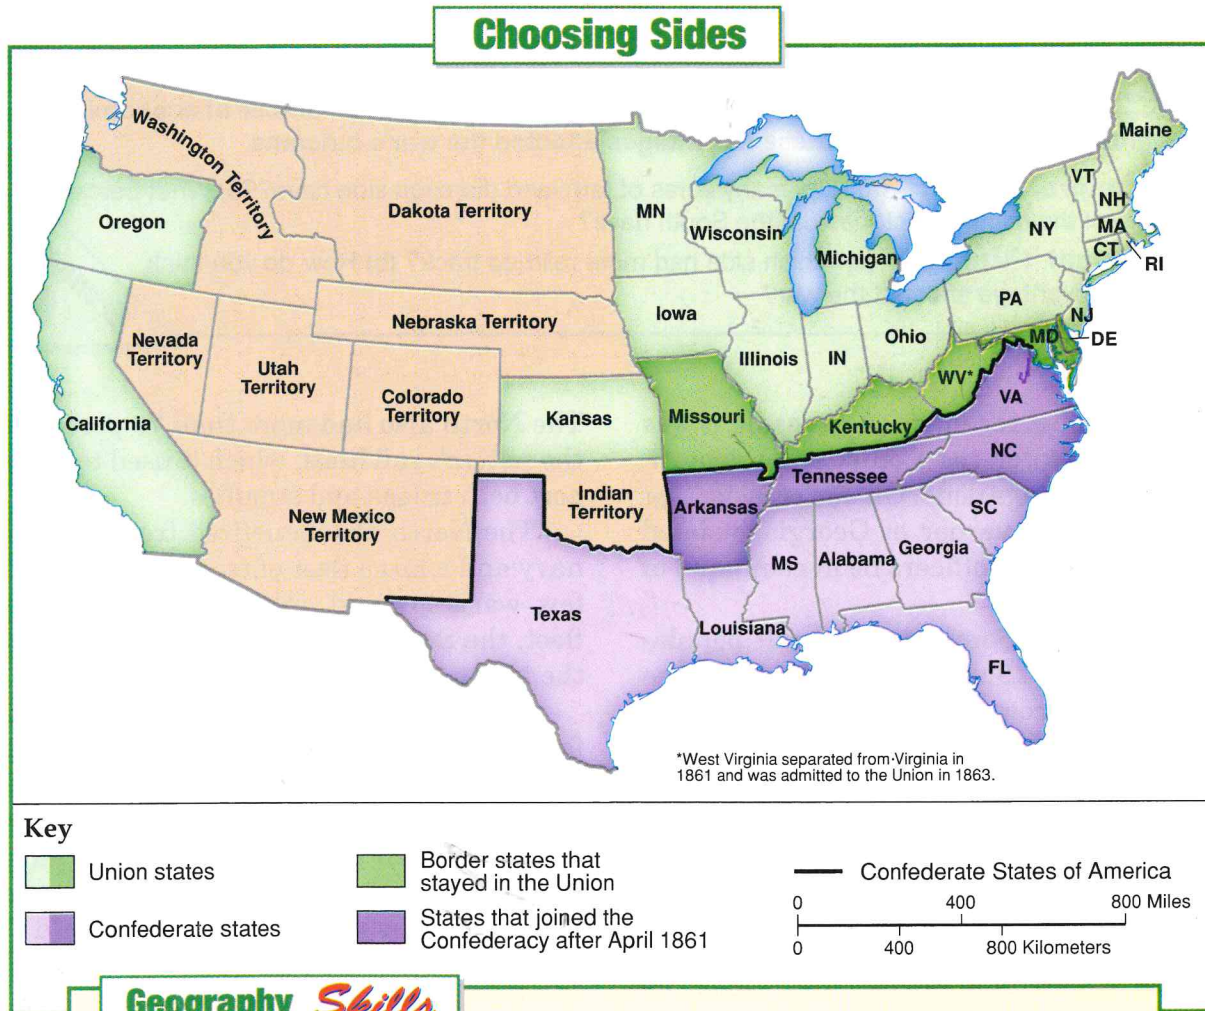 Choosing Sides
Washington Territory
Oregon
Dakota Territory
MN
Wisconsin
Michigan
Maine
VT
NH
NY
MA
CT
RI
Nebraska Territory
Iowa
PA
NJ
Nevada
Territory
Utah
Territory
Colorado
Territory
Illinois
IN
Ohio
MD
DE
WV*
VA
California
Kansas
Missouri
Kentucky
NC
Tennessee
New Mexico
Territory
Indian
Territory
Arkansas
SC
MS
Alabama
Georgia
Texas
Louisiana
FL
*West Virginia separated from Virginia in
1861 and was admitted to the Union in 1863.
Key
Union states
Confederate states
Border states that
stayed in the Union
States that joined the
Confederacy after April 1861
Confederate States of America
0 400 800 Miles
0 400 800 Kilometers
Geography Skills